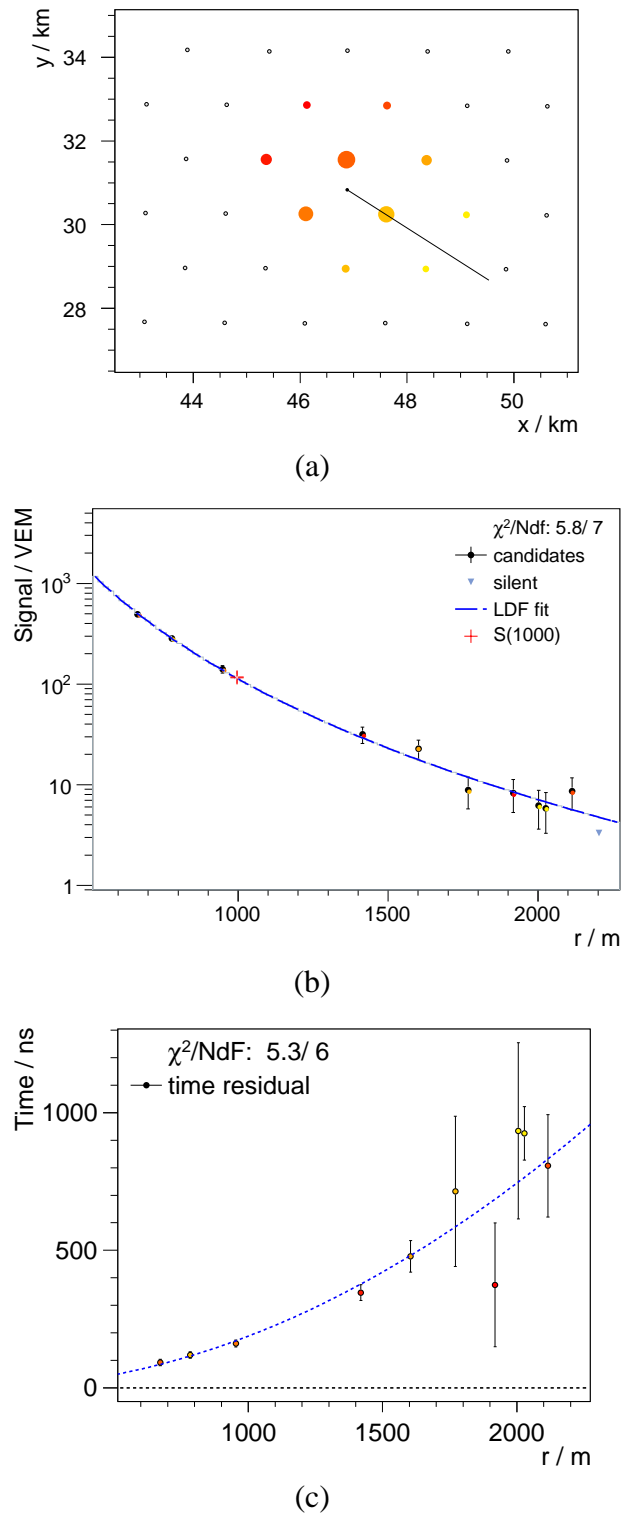 y / km
34
32
30
28
44
46
48
50
x / km
(a)
Signal / VEM
χ²/Ndf: 5.8/ 7
candidates
silent
LDF fit
S(1000)
10³
10²
10
1
1000
1500
2000
r / m
(b)
Time / ns
χ²/NdF: 5.3/ 6
time residual
1000
500
0
1000
1500
2000
r / m
(c)